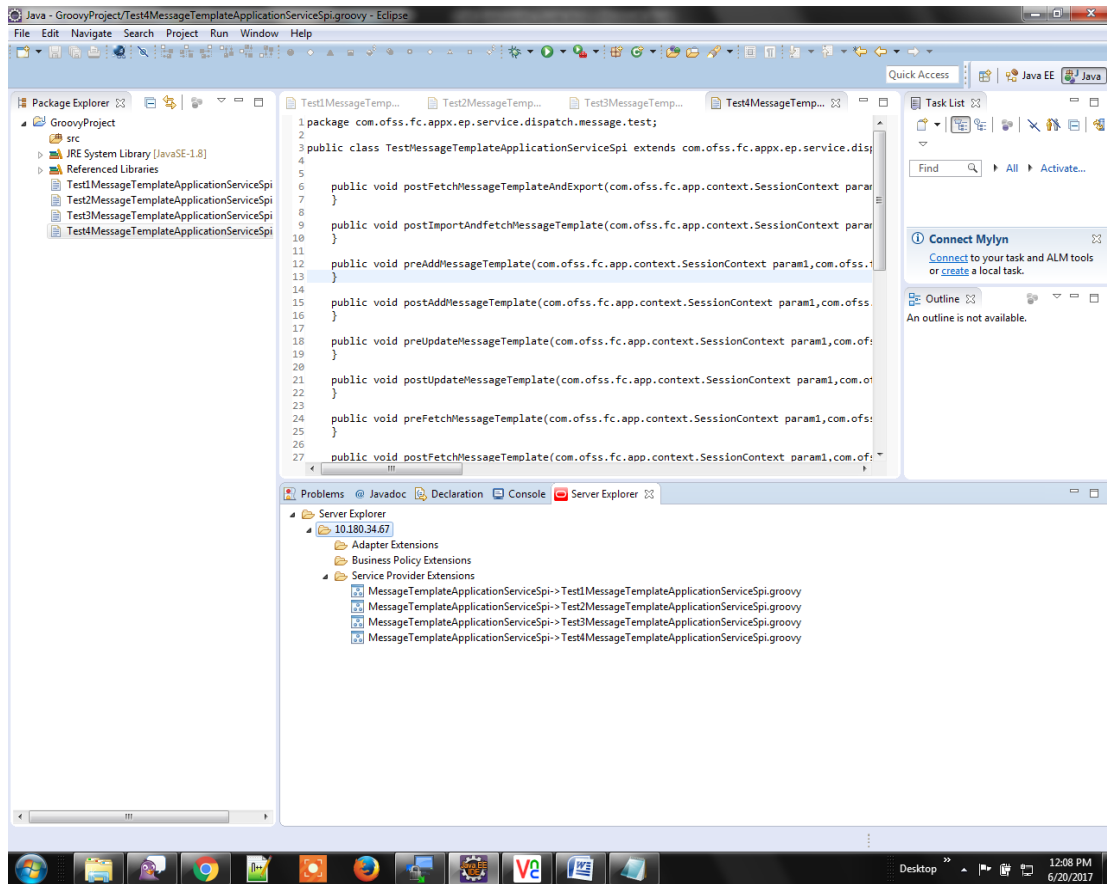 Java - GroovyProject/Test4MessageTemplateApplicationServiceSpi.groovy - Eclipse
File Edit Navigate Search Project Run Window Help
Quick Access Java EE Java
Package Explorer
GroovyProject
src
JRE System Library [JavaSE-1.8]
Referenced Libraries
Test1MessageTemplateApplicationServiceSpi
Test2MessageTemplateApplicationServiceSpi
Test3MessageTemplateApplicationServiceSpi
Test4MessageTemplateApplicationServiceSpi
Test1MessageTemp... Test2MessageTemp... Test3MessageTemp... Test4MessageTemp...
1 package com.ofss.fc.appx.ep.service.dispatch.message.test;
2
3 public class TestMessageTemplateApplicationServiceSpi extends com.ofss.fc.appx.ep.service.disp
4
5
6 public void postFetchMessageTemplateAndExport(com.ofss.fc.app.context.SessionContext param
7 }
8
9 public void postImportAndfetchMessageTemplate(com.ofss.fc.app.context.SessionContext param
10 }
11
12 public void preAddMessageTemplate(com.ofss.fc.app.context.SessionContext param1,com.ofss.
13 }
14
15 public void postAddMessageTemplate(com.ofss.fc.app.context.SessionContext param1,com.ofss.
16 }
17
18 public void preUpdateMessageTemplate(com.ofss.fc.app.context.SessionContext param1,com.ofs
19 }
20
21 public void postUpdateMessageTemplate(com.ofss.fc.app.context.SessionContext param1,com.of
22 }
23
24 public void preFetchMessageTemplate(com.ofss.fc.app.context.SessionContext param1,com.ofss
25 }
26
27 public void postFetchMessageTemplate(com.ofss.fc.app.context.SessionContext param1,com.ofs
Task List
Find All Activate...
Connect Mylyn
Connect to your task and ALM tools
or create a local task.
Outline
An outline is not available.
Problems @ Javadoc Declaration Console Server Explorer
Server Explorer
10.180.34.67
Adapter Extensions
Business Policy Extensions
Service Provider Extensions
MessageTemplateApplicationServiceSpi->Test1MessageTemplateApplicationServiceSpi.groovy
MessageTemplateApplicationServiceSpi->Test2MessageTemplateApplicationServiceSpi.groovy
MessageTemplateApplicationServiceSpi->Test3MessageTemplateApplicationServiceSpi.groovy
MessageTemplateApplicationServiceSpi->Test4MessageTemplateApplicationServiceSpi.groovy
Desktop
12:08 PM
6/20/2017